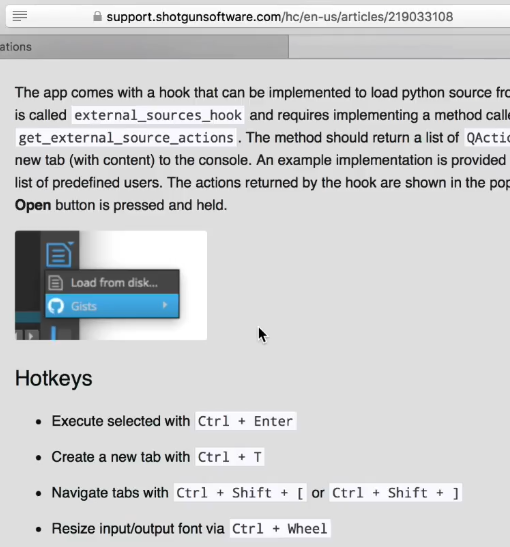 support.shotgunsoftware.com/hc/en-us/articles/219033108
ations
The app comes with a hook that can be implemented to load python source
is called external_sources_hook and requires implementing a method
get_external_source_actions. The method should return a list of
new tab (with content) to the console. An example implementation is provided
list of predefined users. The actions returned by the hook are shown in the
Open button is pressed and held.
Load from disk...
Gists
Hotkeys
• Execute selected with Ctrl + Enter
• Create a new tab with Ctrl + T
• Navigate tabs with Ctrl + Shift + [ or Ctrl + Shift + ]
• Resize input/output font via Ctrl + Wheel